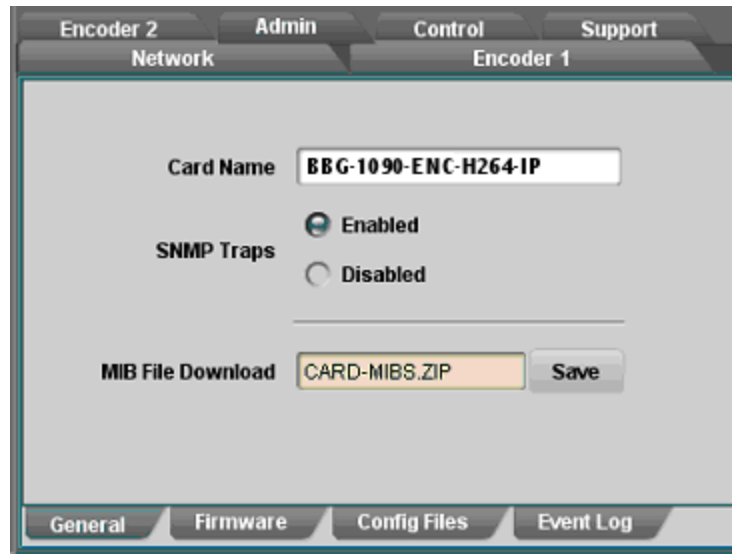 Encoder 2 Admin Control Support
Network Encoder 1
Card Name BBG-1090-ENC-H264-IP
SNMP Traps
Enabled
Disabled
MIB File Download CARD-MIBS.ZIP Save
General Firmware Config Files Event Log